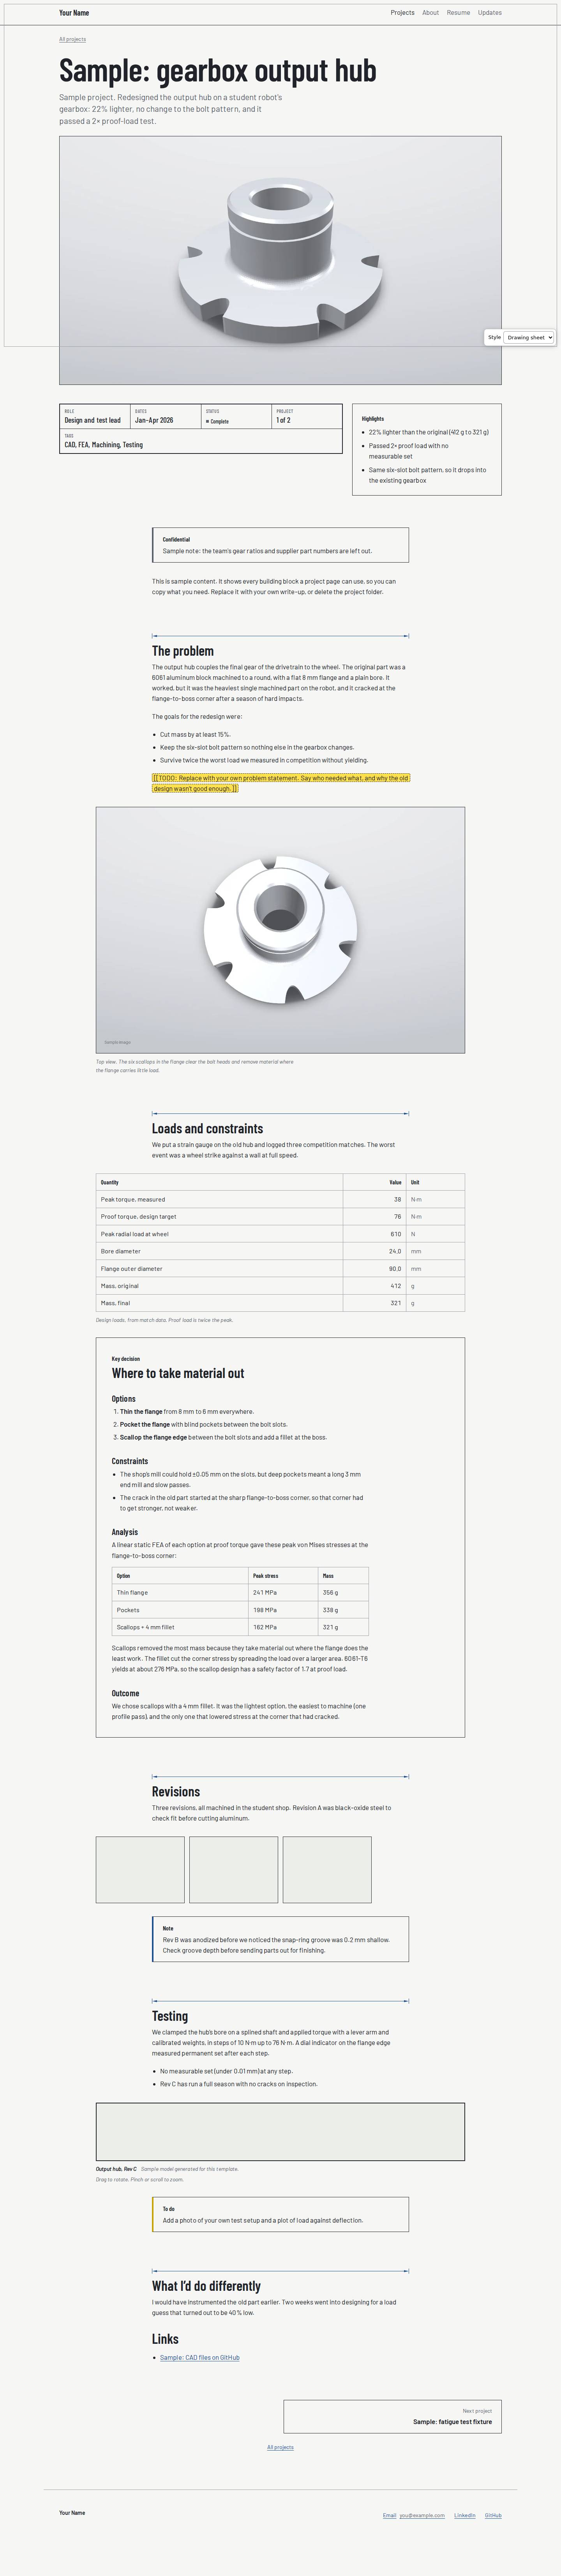 Your Name
Projects About Resume Updates
All projects
Sample: gearbox output hub
Sample project. Redesigned the output hub on a student robot's
gearbox: 22% lighter, no change to the bolt pattern, and it
passed a 2× proof-load test.
Style Drawing sheet
ROLE
Design and test lead
DATES
Jan–Apr 2026
STATUS
Complete
PROJECT
1 of 2
TAGS
CAD, FEA, Machining, Testing
Highlights
• 22% lighter than the original (412 g to 321 g)
• Passed 2× proof load with no
measurable set
• Same six-slot bolt pattern, so it drops into
the existing gearbox
Confidential
Sample note: the team's gear ratios and supplier part numbers are left out.
This is sample content. It shows every building block a project page can use, so you can
copy what you need. Replace it with your own write-up, or delete the project folder.
The problem
The output hub couples the final gear of the drivetrain to the wheel. The original part was a
6061 aluminum block machined to a round, with a flat 8 mm flange and a plain bore. It
worked, but it was the heaviest single machined part on the robot, and it cracked at the
flange-to-boss corner after a season of hard impacts.
The goals for the redesign were:
• Cut mass by at least 15%.
• Keep the six-slot bolt pattern so nothing else in the gearbox changes.
• Survive twice the worst load we measured in competition without yielding.
[[TODO: Replace with your own problem statement. Say who needed what, and why the old
design wasn't good enough.]]
Sample image
Top view. The six scallops in the flange clear the bolt heads and remove material where
the flange carries little load.
Loads and constraints
We put a strain gauge on the old hub and logged three competition matches. The worst
event was a wheel strike against a wall at full speed.
Quantity Value Unit
Peak torque, measured 38 N·m
Proof torque, design target 76 N·m
Peak radial load at wheel 610 N
Bore diameter 24.0 mm
Flange outer diameter 90.0 mm
Mass, original 412 g
Mass, final 321 g
Design loads, from match data. Proof load is twice the peak.
Key decision
Where to take material out
Options
1. Thin the flange from 8 mm to 6 mm everywhere.
2. Pocket the flange with blind pockets between the bolt slots.
3. Scallop the flange edge between the bolt slots and add a fillet at the boss.
Constraints
• The shop's mill could hold ±0.05 mm on the slots, but deep pockets meant a long 3 mm
end mill and slow passes.
• The crack in the old part started at the sharp flange-to-boss corner, so that corner had
to get stronger, not weaker.
Analysis
A linear static FEA of each option at proof torque gave these peak von Mises stresses at the
flange-to-boss corner:
Option Peak stress Mass
Thin flange 241 MPa 356 g
Pockets 198 MPa 338 g
Scallops + 4 mm fillet 162 MPa 321 g
Scallops removed the most mass because they take material out where the flange does the
least work. The fillet cut the corner stress by spreading the load over a larger area. 6061-T6
yields at about 276 MPa, so the scallop design has a safety factor of 1.7 at proof load.
Outcome
We chose scallops with a 4 mm fillet. It was the lightest option, the easiest to machine (one
profile pass), and the only one that lowered stress at the corner that had cracked.
Revisions
Three revisions, all machined in the student shop. Revision A was black-oxide steel to
check fit before cutting aluminum.
Note
Rev B was anodized before we noticed the snap-ring groove was 0.2 mm shallow.
Check groove depth before sending parts out for finishing.
Testing
We clamped the hub's bore on a splined shaft and applied torque with a lever arm and
calibrated weights, in steps of 10 N·m up to 76 N·m. A dial indicator on the flange edge
measured permanent set after each step.
• No measurable set (under 0.01 mm) at any step.
• Rev C has run a full season with no cracks on inspection.
Output hub, Rev C Sample model generated for this template.
Drag to rotate. Pinch or scroll to zoom.
To do
Add a photo of your own test setup and a plot of load against deflection.
What I'd do differently
I would have instrumented the old part earlier. Two weeks went into designing for a load
guess that turned out to be 40% low.
Links
• Sample: CAD files on GitHub
Next project
Sample: fatigue test fixture
All projects
Your Name
Email you@example.com LinkedIn GitHub